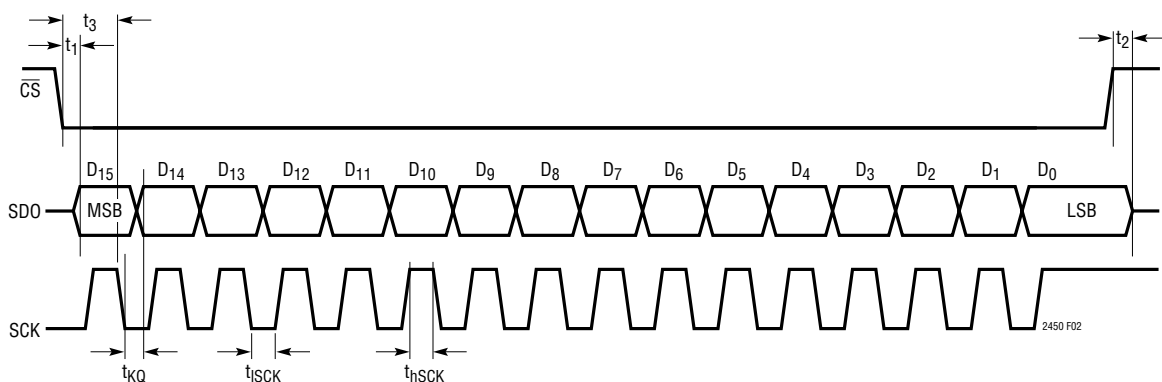 t3
t1
t2
C̅S̅
D15 D14 D13 D12 D11 D10 D9 D8 D7 D6 D5 D4 D3 D2 D1 D0
SDO MSB LSB
SCK
2450 F02
tKQ tlSCK thSCK